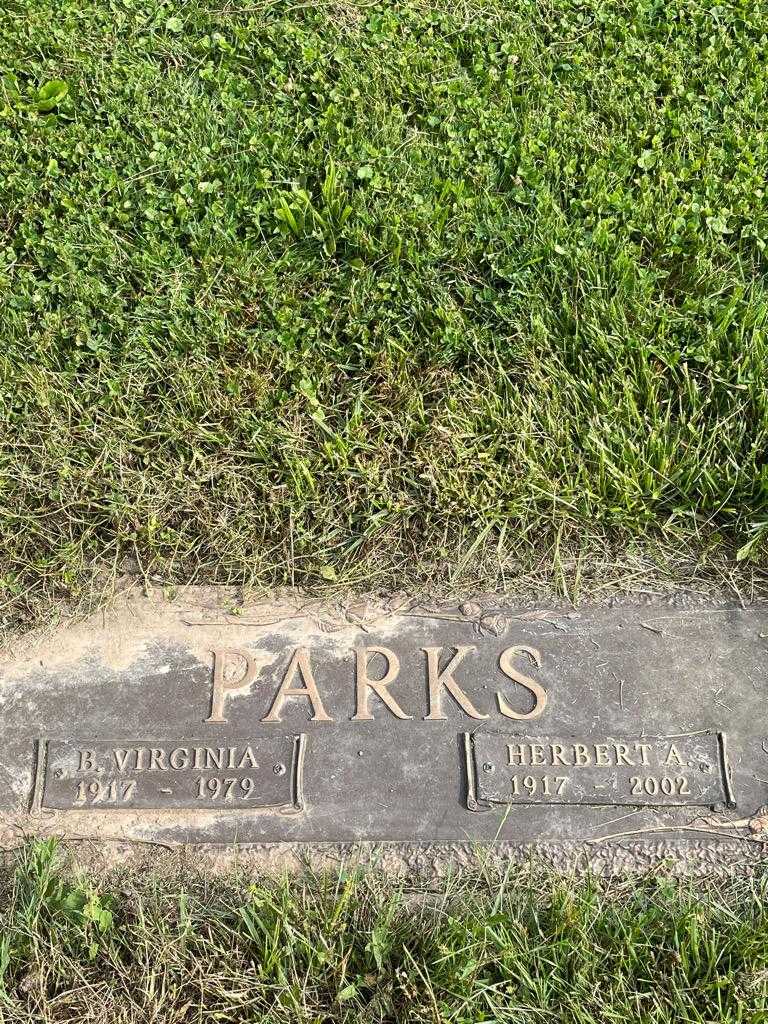 PARKS
B. VIRGINIA
1917 - 1979
HERBERT A.
1917 - 2002